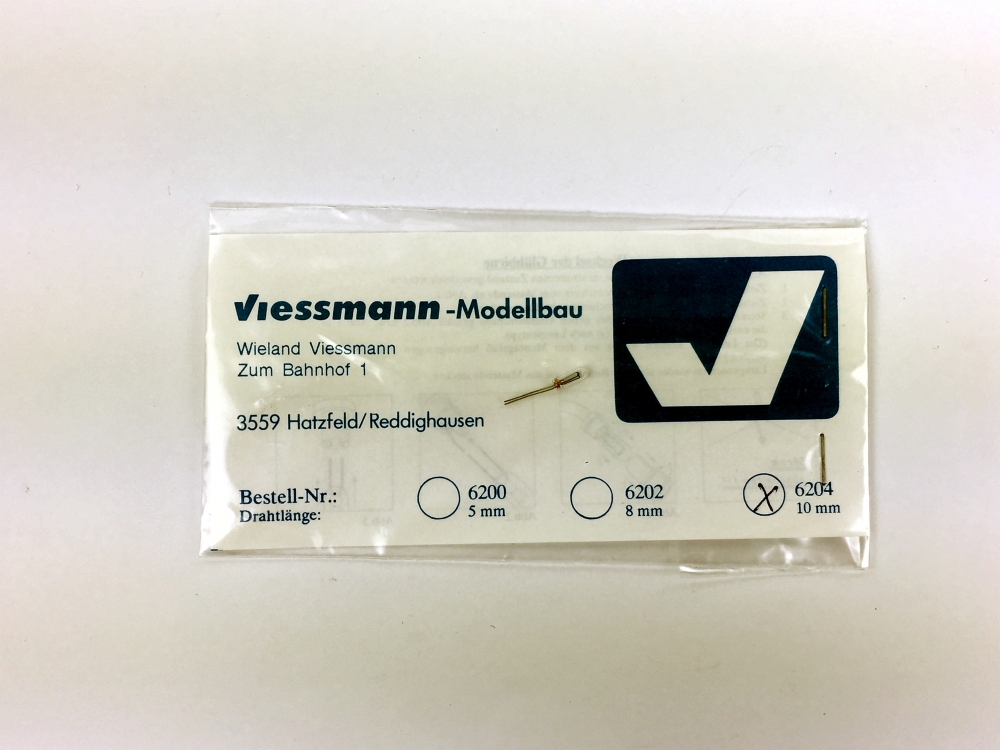 Viessmann-Modellbau
Wieland Viessmann
Zum Bahnhof 1
3559 Hatzfeld/Reddighausen
Bestell-Nr.: 6200 6202 6204
Drahtlänge: 5 mm 8 mm 10 mm